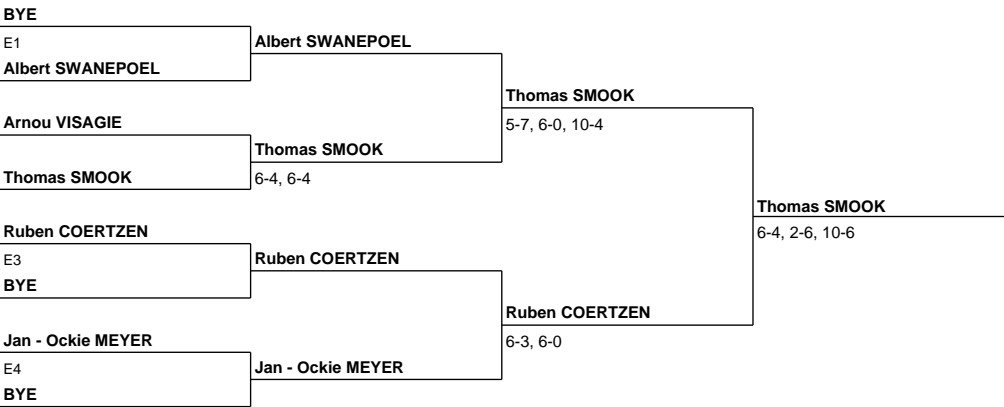 BYE
E1
Albert SWANEPOEL
Albert SWANEPOEL
Arnou VISAGIE
Thomas SMOOK
Thomas SMOOK
6-4, 6-4
Thomas SMOOK
5-7, 6-0, 10-4
Ruben COERTZEN
E3
BYE
Ruben COERTZEN
Jan - Ockie MEYER
E4
BYE
Jan - Ockie MEYER
Ruben COERTZEN
6-3, 6-0
Thomas SMOOK
6-4, 2-6, 10-6